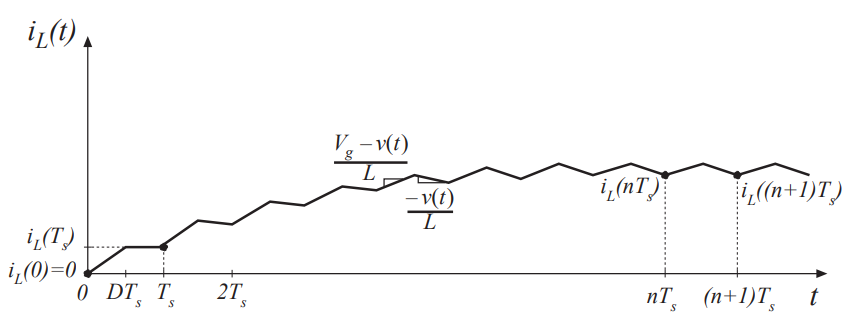 i_L(t)
V_g – v(t)
L
–v(t)
L
i_L(nT_s)
i_L((n+1)T_s)
i_L(T_s)
i_L(0)=0
0 DT_s T_s 2T_s nT_s (n+1)T_s t